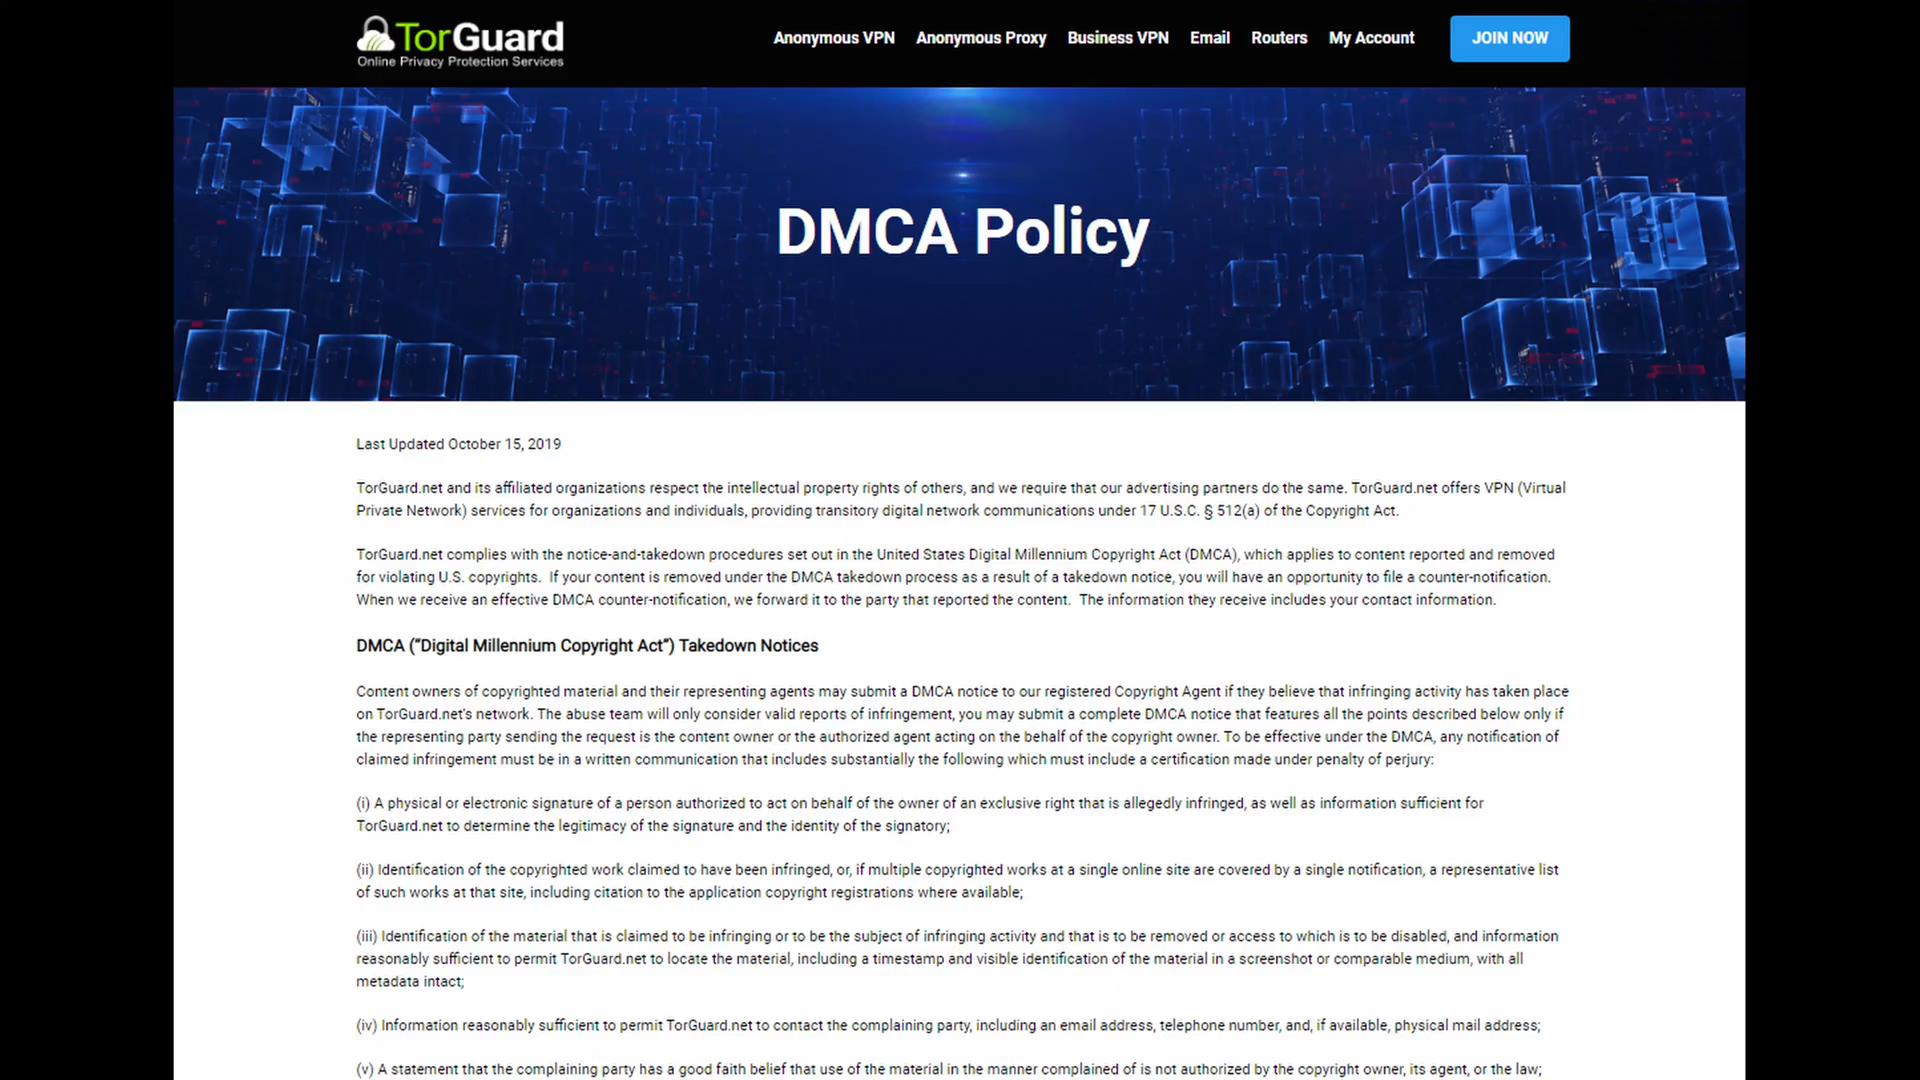 TorGuard
Online Privacy Protection Services
Anonymous VPN Anonymous Proxy Business VPN Email Routers My Account JOIN NOW
DMCA Policy
Last Updated October 15, 2019
TorGuard.net and its affiliated organizations respect the intellectual property rights of others, and we require that our advertising partners do the same. TorGuard.net offers VPN (Virtual
Private Network) services for organizations and individuals, providing transitory digital network communications under 17 U.S.C. § 512(a) of the Copyright Act.
TorGuard.net complies with the notice-and-takedown procedures set out in the United States Digital Millennium Copyright Act (DMCA), which applies to content reported and removed
for violating U.S. copyrights.  If your content is removed under the DMCA takedown process as a result of a takedown notice, you will have an opportunity to file a counter-notification.
When we receive an effective DMCA counter-notification, we forward it to the party that reported the content.  The information they receive includes your contact information.
DMCA (“Digital Millennium Copyright Act”) Takedown Notices
Content owners of copyrighted material and their representing agents may submit a DMCA notice to our registered Copyright Agent if they believe that infringing activity has taken place
on TorGuard.net's network. The abuse team will only consider valid reports of infringement, you may submit a complete DMCA notice that features all the points described below only if
the representing party sending the request is the content owner or the authorized agent acting on the behalf of the copyright owner. To be effective under the DMCA, any notification of
claimed infringement must be in a written communication that includes substantially the following which must include a certification made under penalty of perjury:
(i) A physical or electronic signature of a person authorized to act on behalf of the owner of an exclusive right that is allegedly infringed, as well as information sufficient for
TorGuard.net to determine the legitimacy of the signature and the identity of the signatory;
(ii) Identification of the copyrighted work claimed to have been infringed, or, if multiple copyrighted works at a single online site are covered by a single notification, a representative list
of such works at that site, including citation to the application copyright registrations where available;
(iii) Identification of the material that is claimed to be infringing or to be the subject of infringing activity and that is to be removed or access to which is to be disabled, and information
reasonably sufficient to permit TorGuard.net to locate the material, including a timestamp and visible identification of the material in a screenshot or comparable medium, with all
metadata intact;
(iv) Information reasonably sufficient to permit TorGuard.net to contact the complaining party, including an email address, telephone number, and, if available, physical mail address;
(v) A statement that the complaining party has a good faith belief that use of the material in the manner complained of is not authorized by the copyright owner, its agent, or the law;